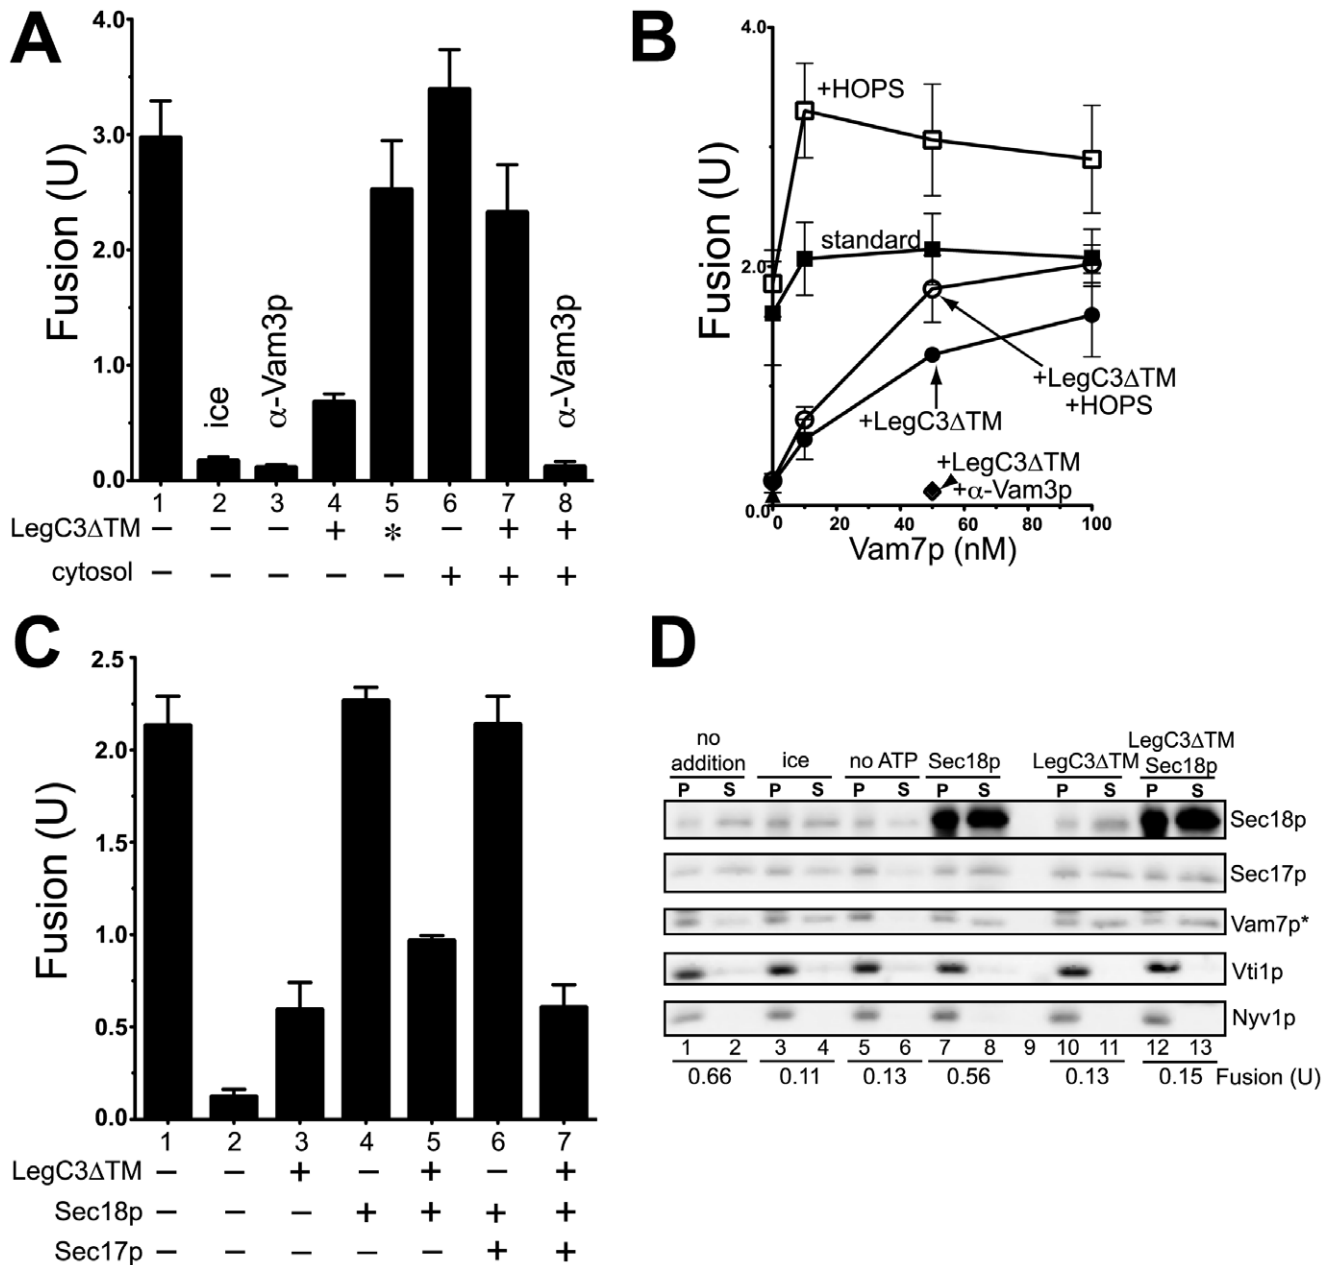 A
4.0
3.0
2.0
1.0
0.0
Fusion (U)
ice
α-Vam3p
α-Vam3p
1 2 3 4 5 6 7 8
LegC3ΔTM – – – + * – + +
cytosol – – – – – + + +
B
4.0
2.0
0.0
Fusion (U)
+HOPS
standard
+LegC3ΔTM
+HOPS
+LegC3ΔTM
+LegC3ΔTM
+α-Vam3p
0 20 40 60 80 100
Vam7p (nM)
C
2.5
2.0
1.5
1.0
0.5
0.0
Fusion (U)
1 2 3 4 5 6 7
LegC3ΔTM – – + – + – +
Sec18p – – – + + + +
Sec17p – – – – – + +
D
no addition
ice
no ATP
Sec18p
LegC3ΔTM
LegC3ΔTM
Sec18p
P S P S P S P S P S P S
Sec18p
Sec17p
Vam7p*
Vti1p
Nyv1p
1 2 3 4 5 6 7 8 9 10 11 12 13
0.66 0.11 0.13 0.56 0.13 0.15 Fusion (U)